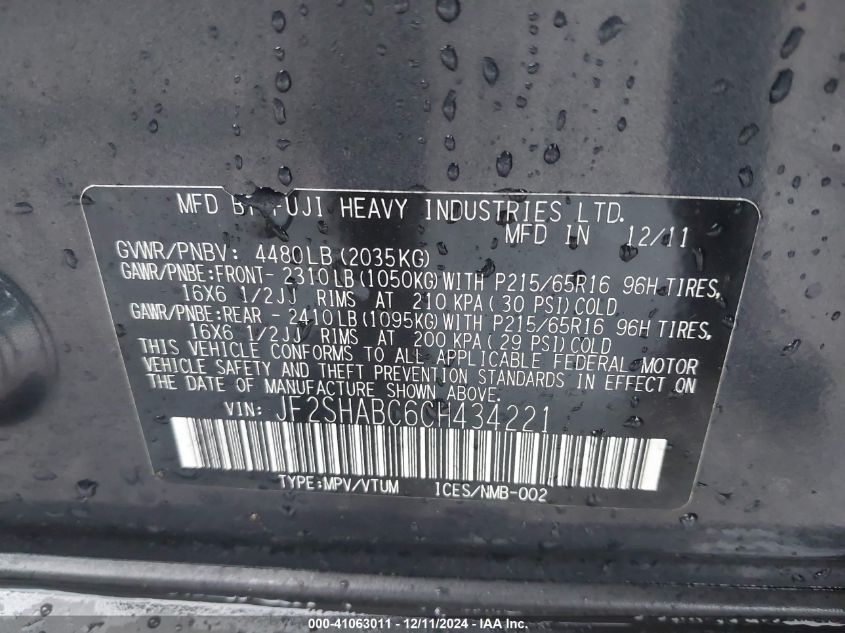 MFD BY FUJI HEAVY INDUSTRIES LTD.
MFD IN 12/11
GVWR/PNBV: 4480LB (2035KG)
GAWR/PNBE:FRONT- 2310LB (1050KG) WITH P215/65R16 96H TIRES,
16X6 1/2JJ RIMS AT 210 KPA (30 PSI) COLD
GAWR/PNBE:REAR - 2410LB (1095KG) WITH P215/65R16 96H TIRES,
16X6 1/2JJ RIMS AT 200 KPA (29 PSI) COLD
THIS VEHICLE CONFORMS TO ALL APPLICABLE FEDERAL MOTOR
VEHICLE SAFETY AND THEFT PREVENTION STANDARDS IN EFFECT ON
THE DATE OF MANUFACTURE SHOWN ABOVE.
VIN: JF2SHABC6CH434221
TYPE:MPV/VTUM ICES/NMB-002
000-41063011 - 12/11/2024 - IAA Inc.